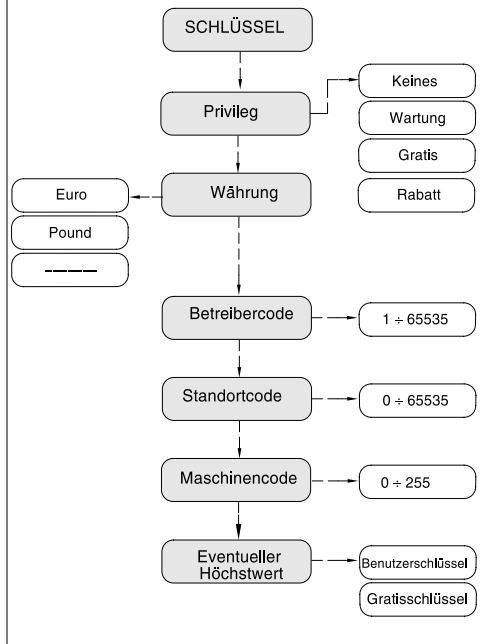 SCHLÜSSEL
Privileg
Keines
Wartung
Gratis
Rabatt
Währung
Euro
Pound
————
Betreibercode
1 ÷ 65535
Standortcode
0 ÷ 65535
Maschinencode
0 ÷ 255
Eventueller
Höchstwert
Benutzerschlüssel
Gratisschlüssel